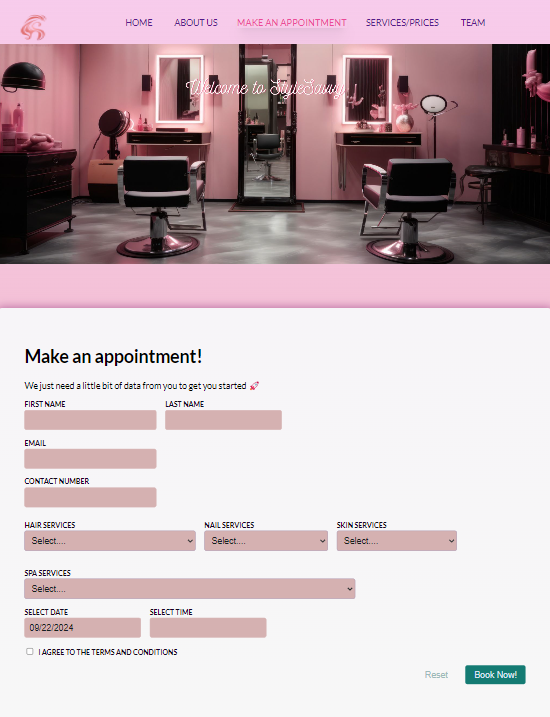 HOME ABOUT US MAKE AN APPOINTMENT SERVICES/PRICES TEAM
Welcome to StyleSavvy
Make an appointment!
We just need a little bit of data from you to get you started 🚀
FIRST NAME LAST NAME
EMAIL
CONTACT NUMBER
HAIR SERVICES NAIL SERVICES SKIN SERVICES
Select.... Select.... Select....
SPA SERVICES
Select....
SELECT DATE SELECT TIME
09/22/2024
I AGREE TO THE TERMS AND CONDITIONS
Reset Book Now!